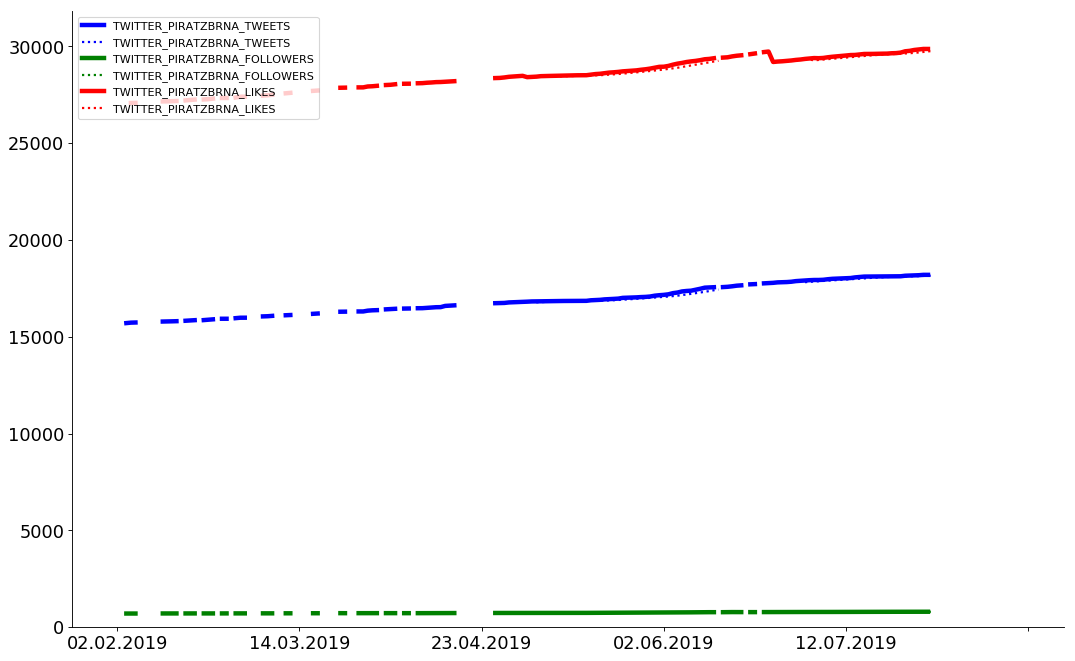 TWITTER_PIRATZBRNA_TWEETS
TWITTER_PIRATZBRNA_TWEETS
TWITTER_PIRATZBRNA_FOLLOWERS
TWITTER_PIRATZBRNA_FOLLOWERS
TWITTER_PIRATZBRNA_LIKES
TWITTER_PIRATZBRNA_LIKES
30000
25000
20000
15000
10000
5000
0
02.02.2019 14.03.2019 23.04.2019 02.06.2019 12.07.2019